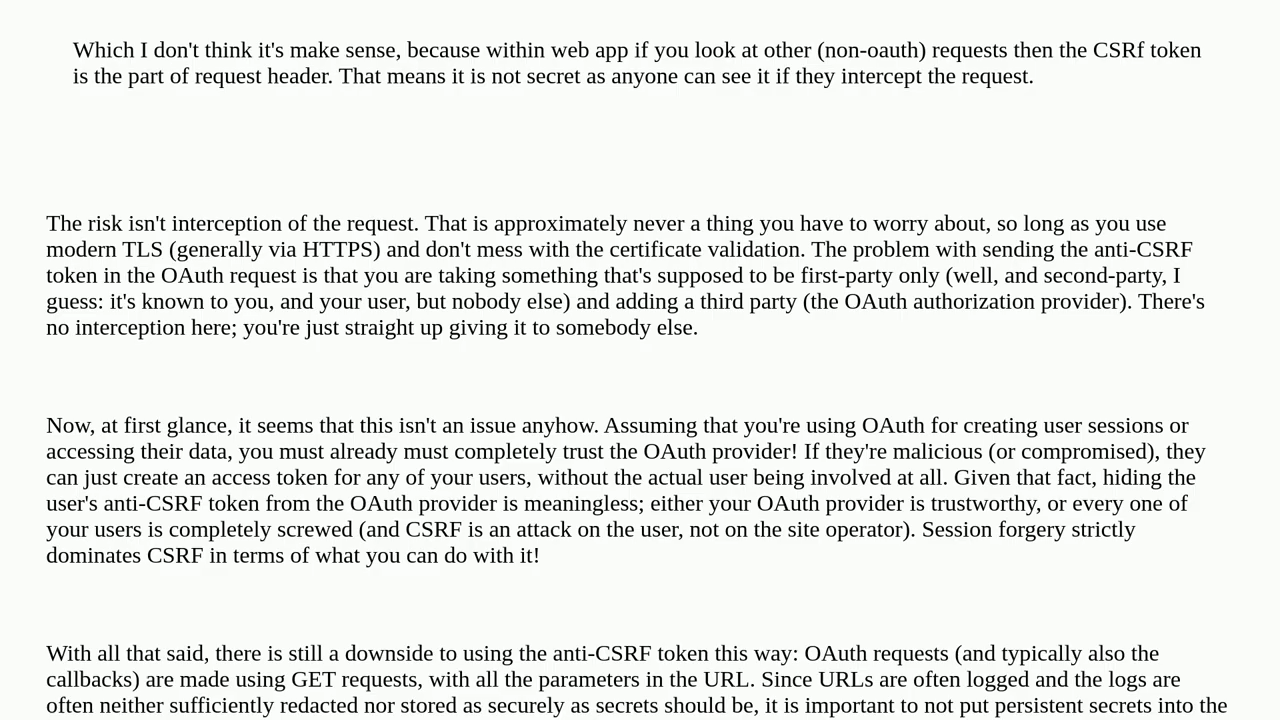 Which I don't think it's make sense, because within web app if you look at other (non-oauth) requests then the CSRf token
is the part of request header. That means it is not secret as anyone can see it if they intercept the request.
The risk isn't interception of the request. That is approximately never a thing you have to worry about, so long as you use
modern TLS (generally via HTTPS) and don't mess with the certificate validation. The problem with sending the anti-CSRF
token in the OAuth request is that you are taking something that's supposed to be first-party only (well, and second-party, I
guess: it's known to you, and your user, but nobody else) and adding a third party (the OAuth authorization provider). There's
no interception here; you're just straight up giving it to somebody else.
Now, at first glance, it seems that this isn't an issue anyhow. Assuming that you're using OAuth for creating user sessions or
accessing their data, you must already must completely trust the OAuth provider! If they're malicious (or compromised), they
can just create an access token for any of your users, without the actual user being involved at all. Given that fact, hiding the
user's anti-CSRF token from the OAuth provider is meaningless; either your OAuth provider is trustworthy, or every one of
your users is completely screwed (and CSRF is an attack on the user, not on the site operator). Session forgery strictly
dominates CSRF in terms of what you can do with it!
With all that said, there is still a downside to using the anti-CSRF token this way: OAuth requests (and typically also the
callbacks) are made using GET requests, with all the parameters in the URL. Since URLs are often logged and the logs are
often neither sufficiently redacted nor stored as securely as secrets should be, it is important to not put persistent secrets into the